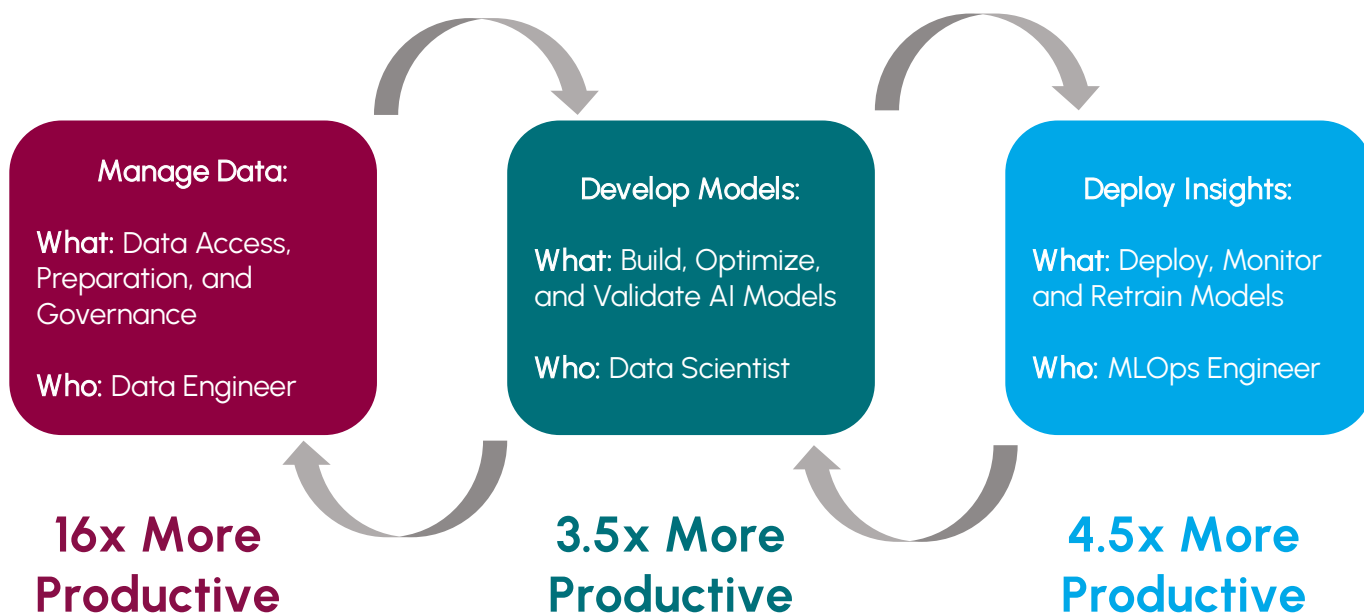 Manage Data:
What: Data Access,
Preparation, and
Governance
Who: Data Engineer
Develop Models:
What: Build, Optimize,
and Validate AI Models
Who: Data Scientist
Deploy Insights:
What: Deploy, Monitor
and Retrain Models
Who: MLOps Engineer
16x More
Productive
3.5x More
Productive
4.5x More
Productive